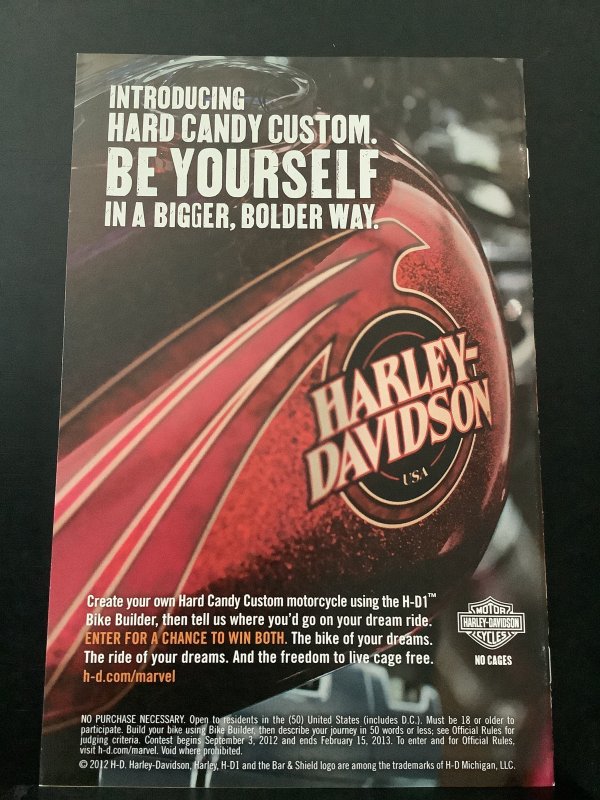 INTRODUCING
HARD CANDY CUSTOM.
BE YOURSELF
IN A BIGGER, BOLDER WAY.
HARLEY-
DAVIDSON
USA
Create your own Hard Candy Custom motorcycle using the H-D1™
Bike Builder, then tell us where you'd go on your dream ride.
ENTER FOR A CHANCE TO WIN BOTH. The bike of your dreams.
The ride of your dreams. And the freedom to live cage free.
h-d.com/marvel
MOTOR
HARLEY-DAVIDSON
CYCLES
NO CAGES
NO PURCHASE NECESSARY. Open to residents in the (50) United States (includes D.C.). Must be 18 or older to
participate. Build your bike using Bike Builder, then describe your journey in 50 words or less; see Official Rules for
judging criteria. Contest begins September 3, 2012 and ends February 15, 2013. To enter and for Official Rules,
visit h-d.com/marvel. Void where prohibited.
© 2012 H-D. Harley-Davidson, Harley, H-D1 and the Bar & Shield logo are among the trademarks of H-D Michigan, LLC.